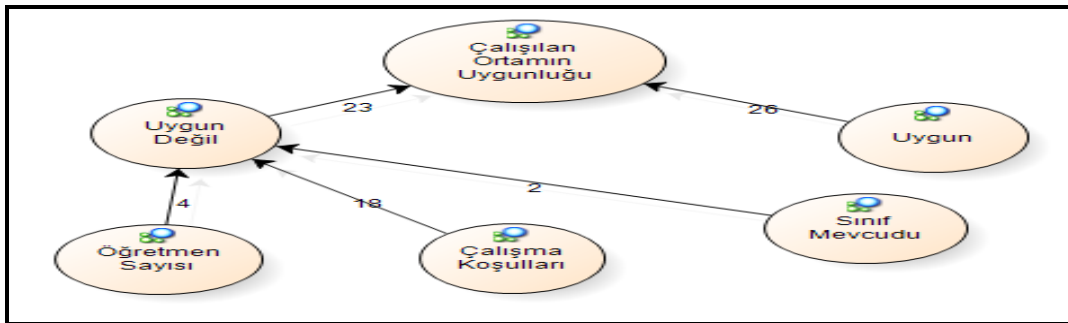 Çalışılan
Ortamın
Uygunluğu
23
26
Uygun
Değil
Uygun
2
4
18
Sınıf
Mevcudu
Öğretmen
Sayısı
Çalışma
Koşulları